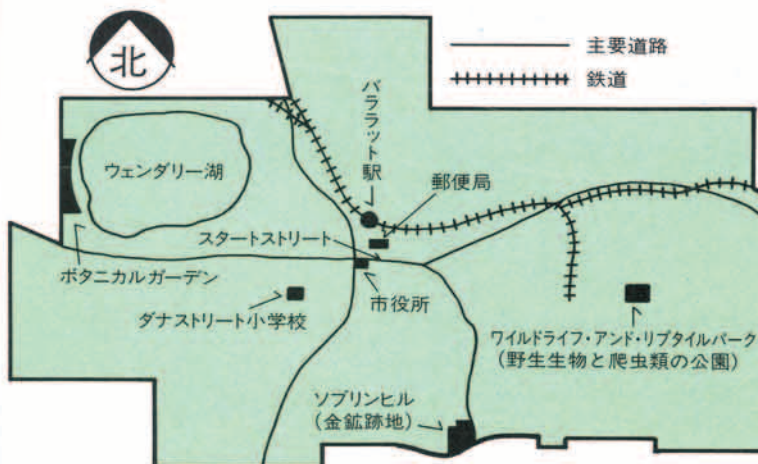 北
主要道路
鉄道
バララット駅
ウェンダリー湖
郵便局
スタートストリート
ボタニカルガーデン
市役所
ダナストリート小学校
ワイルドライフ・アンド・リプタイルパーク
(野生生物と爬虫類の公園)
ソブリンヒル
(金鉱跡地)